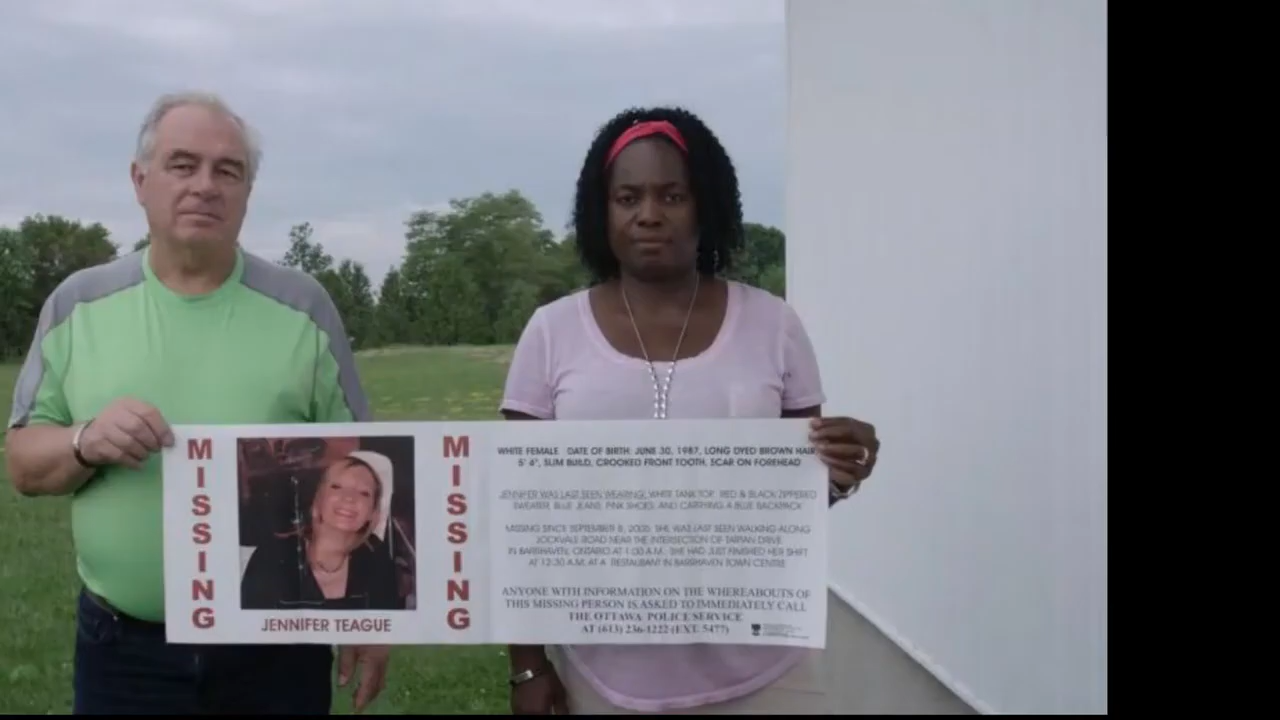 MISSING
JENNIFER TEAGUE
MISSING
WHITE FEMALE DATE OF BIRTH: JUNE 30, 1987, LONG DYED BROWN HAIR
5' 6", SLIM BUILD, CROOKED FRONT TOOTH, SCAR ON FOREHEAD
JENNIFER WAS LAST SEEN WEARING, WHITE TANK TOP, RED & BLACK ZIPPERED
SWEATER, BLUE JEANS, PINK SHOES, AND CARRYING A BLUE BACKPACK
MISSING SINCE SEPTEMBER 8, 2005, SHE WAS LAST SEEN WALKING ALONG
JOCKVALE ROAD NEAR THE INTERSECTION OF TARTAN DRIVE
IN BARRHAVEN, ONTARIO AT 1:00 A.M. SHE HAD JUST FINISHED HER SHIFT
AT 12:30 A.M. AT A RESTAURANT IN BARRHAVEN TOWN CENTRE
ANYONE WITH INFORMATION ON THE WHEREABOUTS OF
THIS MISSING PERSON IS ASKED TO IMMEDIATELY CALL
THE OTTAWA POLICE SERVICE
AT (613) 236-1222 (EXT. 5477)